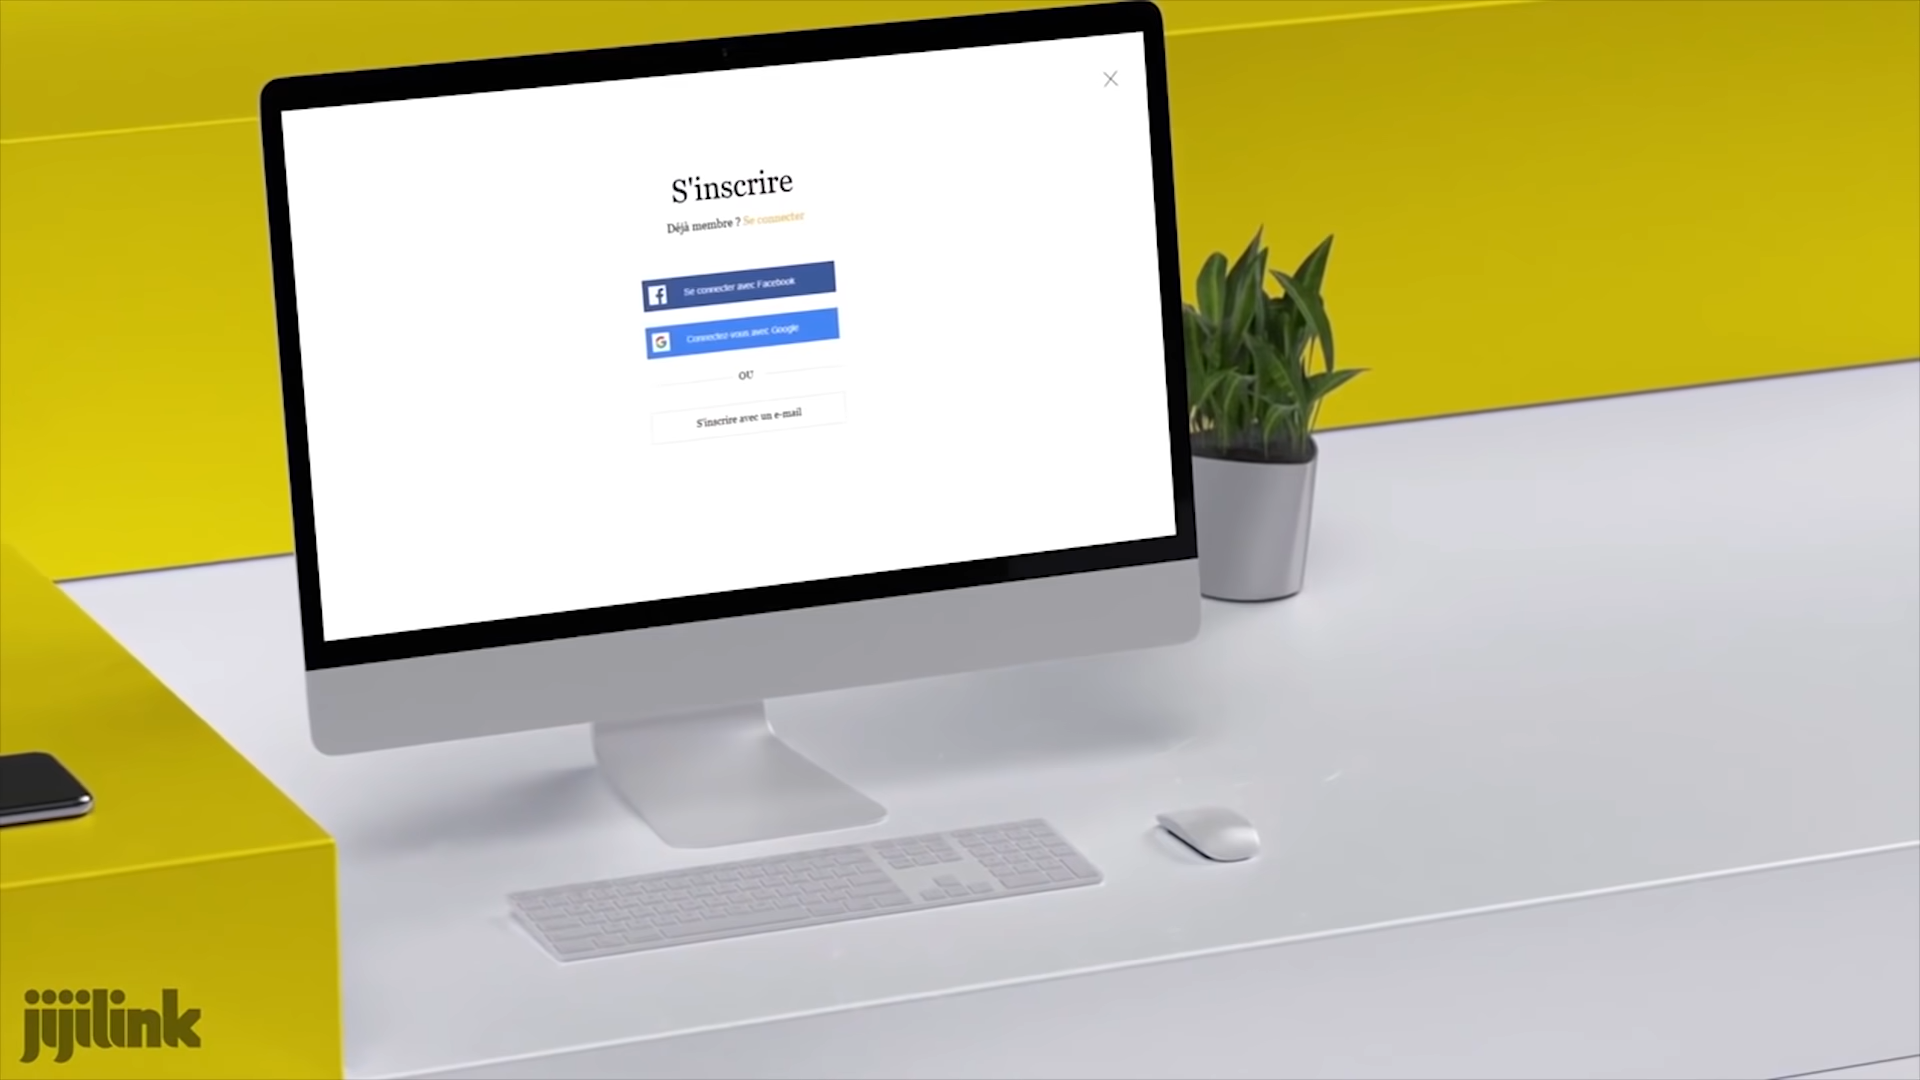 S'inscrire
Déjà membre ? Se connecter
Se connecter avec Facebook
Connectez-vous avec Google
OU
S'inscrire avec un e-mail
jijilink